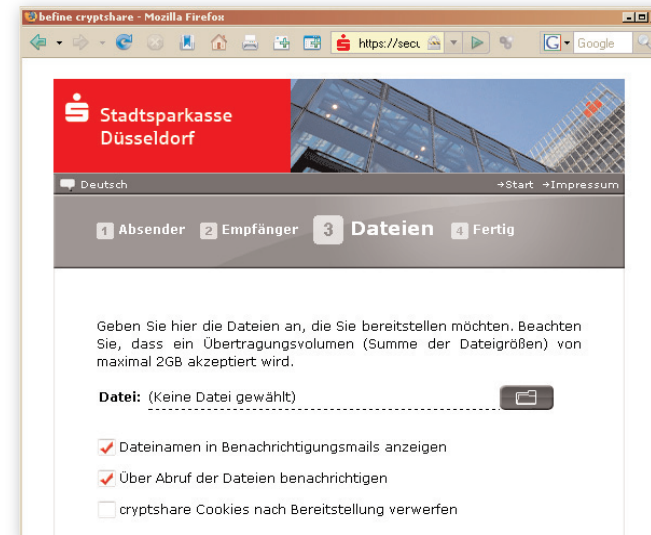 befine cryptshare - Mozilla Firefox
https://secu
G Google
Stadtsparkasse
Düsseldorf
Deutsch →Start →Impressum
1 Absender 2 Empfänger 3 Dateien 4 Fertig
Geben Sie hier die Dateien an, die Sie bereitstellen möchten. Beachten
Sie, dass ein Übertragungsvolumen (Summe der Dateigrößen) von
maximal 2GB akzeptiert wird.
Datei: (Keine Datei gewählt)
Dateinamen in Benachrichtigungsmails anzeigen
Über Abruf der Dateien benachrichtigen
cryptshare Cookies nach Bereitstellung verwerfen